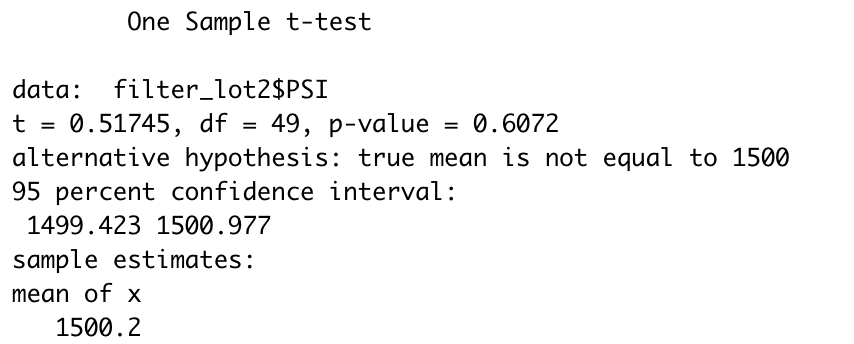 One Sample t-test
data:  filter_lot2$PSI
t = 0.51745, df = 49, p-value = 0.6072
alternative hypothesis: true mean is not equal to 1500
95 percent confidence interval:
1499.423 1500.977
sample estimates:
mean of x
1500.2